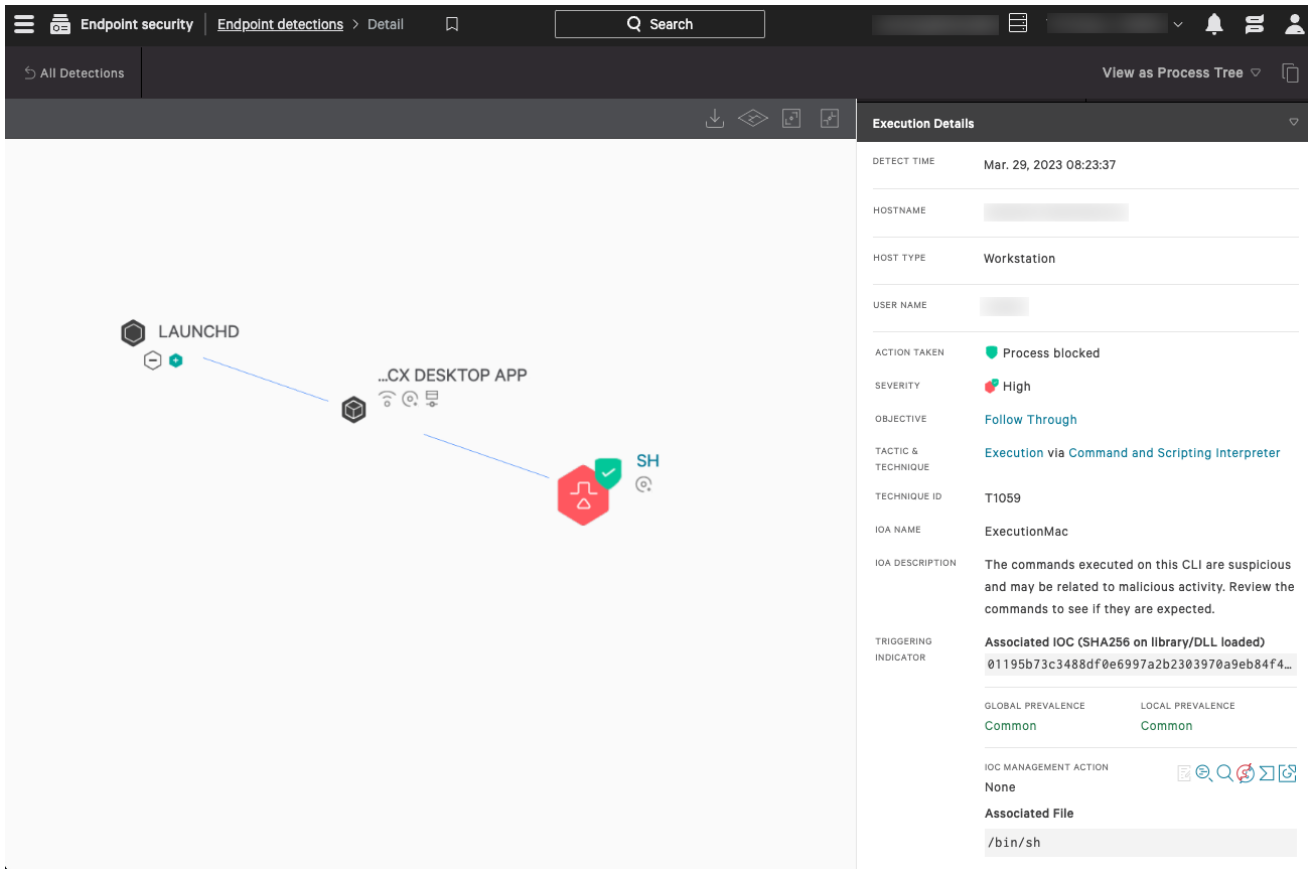 Endpoint security
Endpoint detections > Detail
Search
All Detections
View as Process Tree
LAUNCHD
...CX DESKTOP APP
SH
Execution Details
DETECT TIME
Mar. 29, 2023 08:23:37
HOSTNAME
HOST TYPE
Workstation
USER NAME
ACTION TAKEN
Process blocked
SEVERITY
High
OBJECTIVE
Follow Through
TACTIC &
TECHNIQUE
Execution via Command and Scripting Interpreter
TECHNIQUE ID
T1059
IOA NAME
ExecutionMac
IOA DESCRIPTION
The commands executed on this CLI are suspicious
and may be related to malicious activity. Review the
commands to see if they are expected.
TRIGGERING
INDICATOR
Associated IOC (SHA256 on library/DLL loaded)
01195b73c3488df0e6997a2b2303970a9eb84f4…
GLOBAL PREVALENCE
Common
LOCAL PREVALENCE
Common
IOC MANAGEMENT ACTION
None
Associated File
/bin/sh